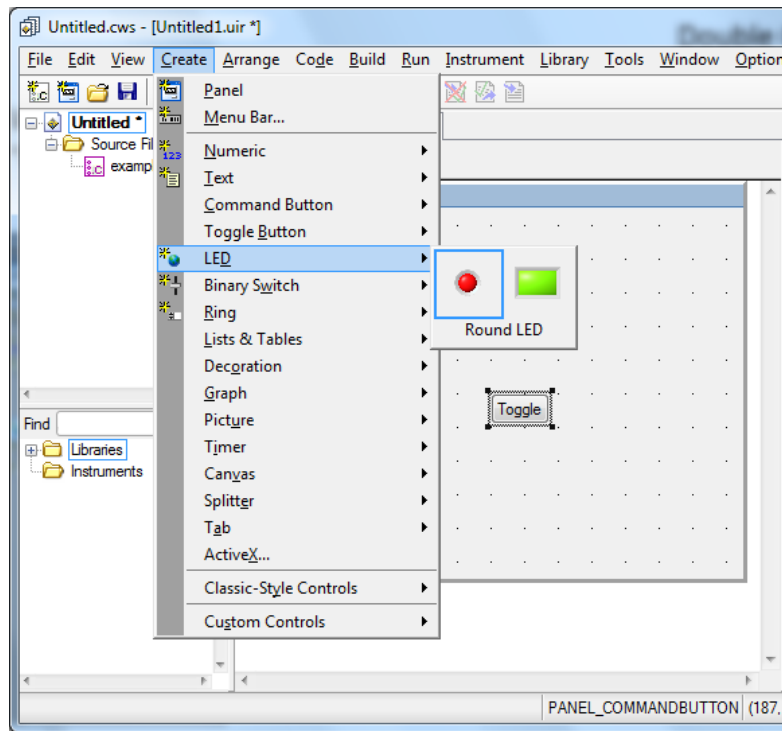 Untitled.cws - [Untitled1.uir *]
File Edit View Create Arrange Code Build Run Instrument Library Tools Window Option
Untitled *
Source Fil
examp
Panel
Menu Bar...
Numeric
Text
Command Button
Toggle Button
LED
Binary Switch
Ring
Lists & Tables
Decoration
Graph
Picture
Timer
Canvas
Splitter
Tab
ActiveX...
Classic-Style Controls
Custom Controls
Round LED
Toggle
Find
Libraries
Instruments
PANEL_COMMANDBUTTON (187,